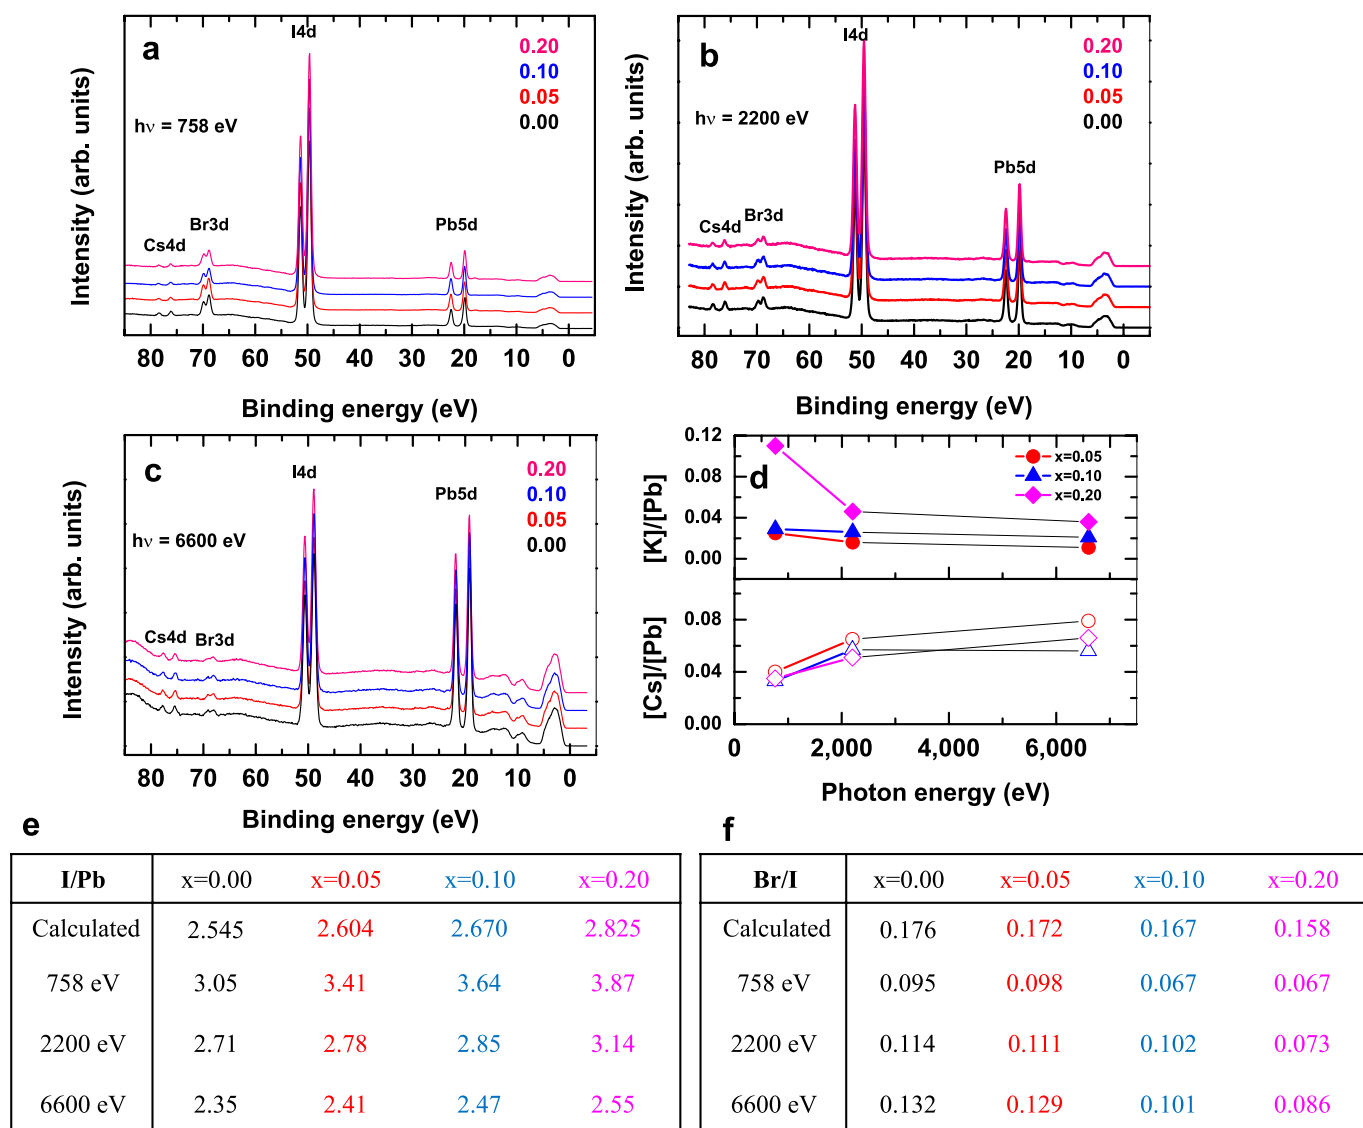 a
I4d
0.20
0.10
0.05
0.00
hν = 758 eV
Br3d
Cs4d
Pb5d
Intensity (arb. units)
80 70 60 50 40 30 20 10 0
Binding energy (eV)
b
I4d
0.20
0.10
0.05
0.00
hν = 2200 eV
Pb5d
Br3d
Cs4d
Intensity (arb. units)
80 70 60 50 40 30 20 10 0
Binding energy (eV)
c
I4d
0.20
0.10
0.05
0.00
Pb5d
hν = 6600 eV
Cs4d
Br3d
Intensity (arb. units)
80 70 60 50 40 30 20 10 0
Binding energy (eV)
d
0.12
0.08
0.04
0.00
[K]/[Pb]
x=0.05
x=0.10
x=0.20
0.08
0.04
0.00
[Cs]/[Pb]
0 2,000 4,000 6,000
Photon energy (eV)
e
I/Pb x=0.00 x=0.05 x=0.10 x=0.20
Calculated 2.545 2.604 2.670 2.825
758 eV 3.05 3.41 3.64 3.87
2200 eV 2.71 2.78 2.85 3.14
6600 eV 2.35 2.41 2.47 2.55
f
Br/I x=0.00 x=0.05 x=0.10 x=0.20
Calculated 0.176 0.172 0.167 0.158
758 eV 0.095 0.098 0.067 0.067
2200 eV 0.114 0.111 0.102 0.073
6600 eV 0.132 0.129 0.101 0.086